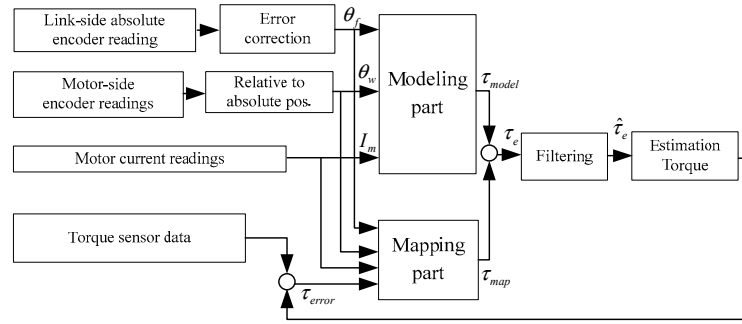 Link-side absolute
encoder reading
Error
correction
θf
Motor-side
encoder readings
Relative to
absolute pos.
θw
Modeling
part
τmodel
Motor current readings
Im
τe
Filtering
τ̂e
Estimation
Torque
Torque sensor data
Mapping
part
τmap
τerror